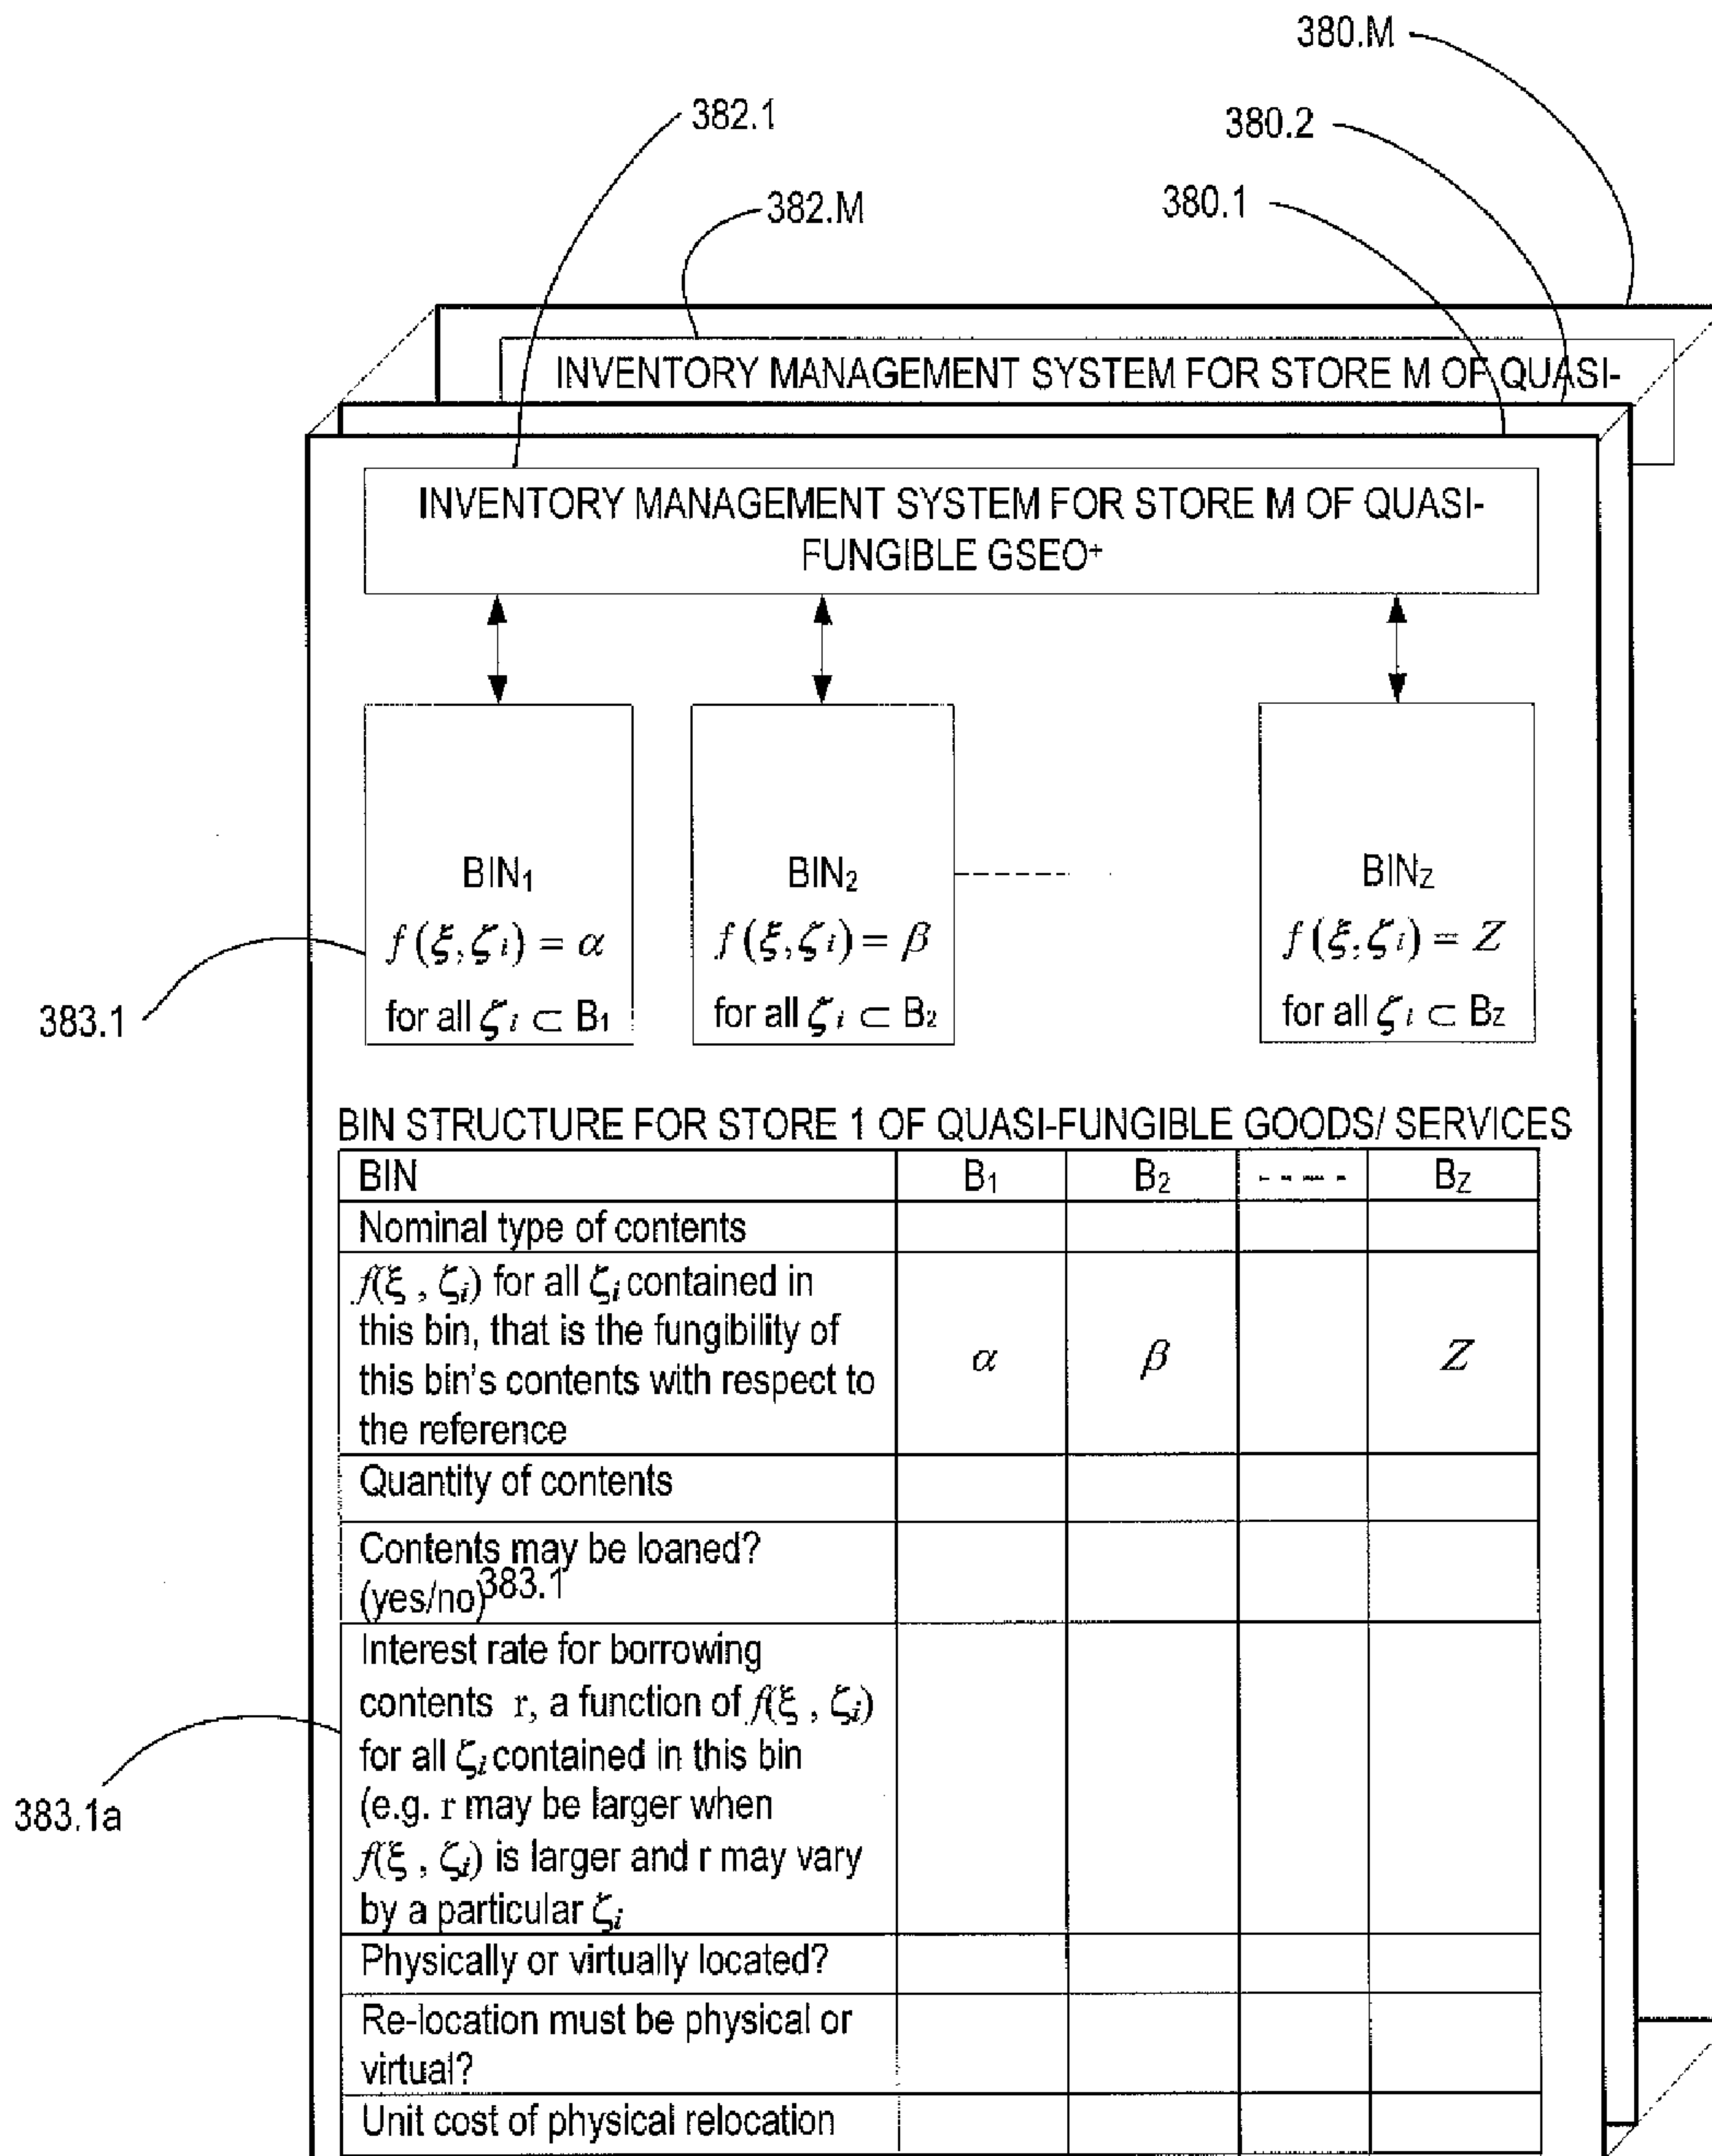 380.M
382.1
380.2
382.M
380.1
INVENTORY MANAGEMENT SYSTEM FOR STORE M OF QUASI-
INVENTORY MANAGEMENT SYSTEM FOR STORE M OF QUASI-
FUNGIBLE GSEO⁺
BIN₁
f(ξ,ζᵢ) = α
for all ζᵢ ⊂ B₁
BIN₂
f(ξ,ζᵢ) = β
for all ζᵢ ⊂ B₂
BIN_Z
f(ξ,ζᵢ) = Z
for all ζᵢ ⊂ B_Z
383.1
BIN STRUCTURE FOR STORE 1 OF QUASI-FUNGIBLE GOODS/ SERVICES
BIN B₁ B₂ ----- B_Z
Nominal type of contents
f(ξ , ζᵢ) for all ζᵢ contained in
this bin, that is the fungibility of
this bin's contents with respect to
the reference
α β Z
Quantity of contents
Contents may be loaned?
(yes/no)
383.1
Interest rate for borrowing
contents r, a function of f(ξ , ζᵢ)
for all ζᵢ contained in this bin
(e.g. r may be larger when
f(ξ , ζᵢ) is larger and r may vary
by a particular ζᵢ
383.1a
Physically or virtually located?
Re-location must be physical or
virtual?
Unit cost of physical relocation